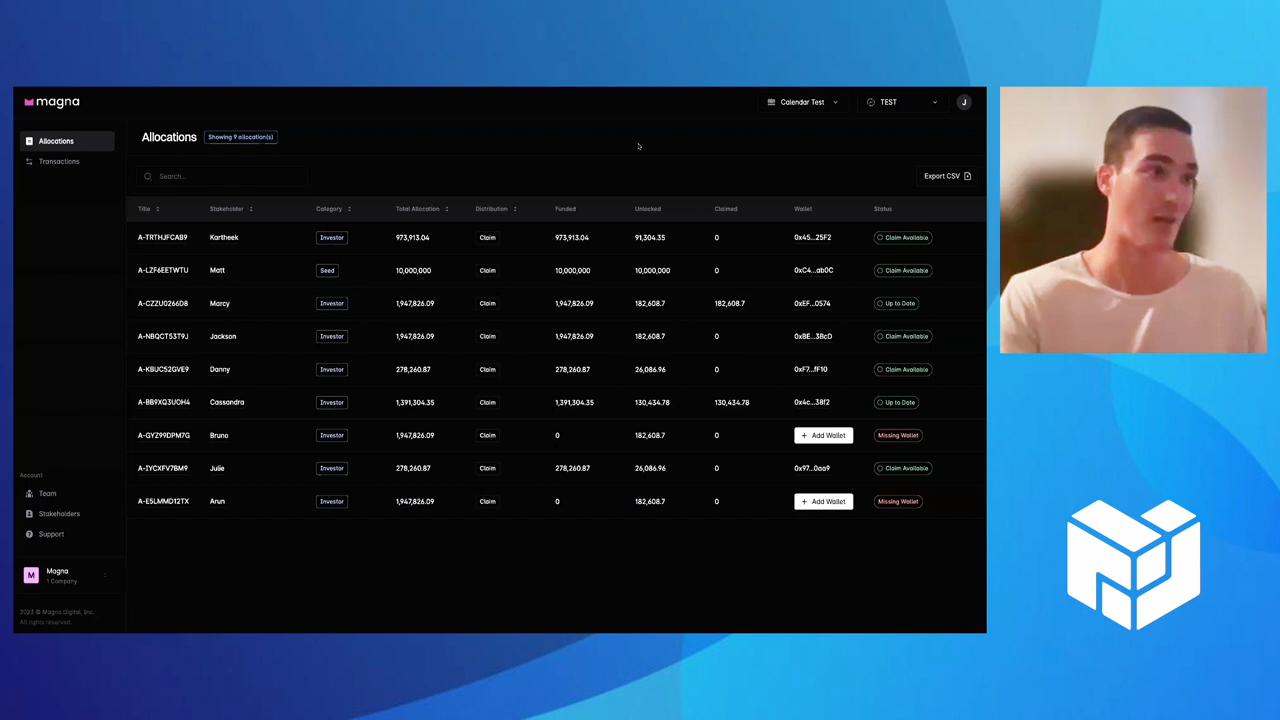 magna
Calendar Test
TEST
J
Allocations
Transactions
Allocations
Showing 9 allocation(s)
Search...
Export CSV
Title Stakeholder Category Total Allocation Distribution Funded Unlocked Claimed Wallet Status
A-TRTHJFCAB9 Kartheek Investor 973,913.04 Claim 973,913.04 91,304.35 0 0x45...25F2 Claim Available
A-LZF6EETWTU Matt Seed 10,000,000 Claim 10,000,000 10,000,000 0 0xC4...ab0C Claim Available
A-CZZU0266D8 Marcy Investor 1,947,826.09 Claim 1,947,826.09 182,608.7 182,608.7 0xEF...0574 Up to Date
A-NBQCT53T9J Jackson Investor 1,947,826.09 Claim 1,947,826.09 182,608.7 0 0xBE...3BcD Claim Available
A-KBUC52GVE9 Danny Investor 278,260.87 Claim 278,260.87 26,086.96 0 0xF7...fF10 Claim Available
A-BB9XQ3UOH4 Cassandra Investor 1,391,304.35 Claim 1,391,304.35 130,434.78 130,434.78 0x4c...38f2 Up to Date
A-GYZ99DPM7G Bruno Investor 1,947,826.09 Claim 0 182,608.7 0 + Add Wallet Missing Wallet
A-IYCXFV7BM9 Julie Investor 278,260.87 Claim 278,260.87 26,086.96 0 0x97...0aa9 Claim Available
A-E5LMMD12TX Arun Investor 1,947,826.09 Claim 0 182,608.7 0 + Add Wallet Missing Wallet
Account
Team
Stakeholders
Support
M
Magna
1 Company
2023 © Magna Digital, Inc.
All rights reserved.